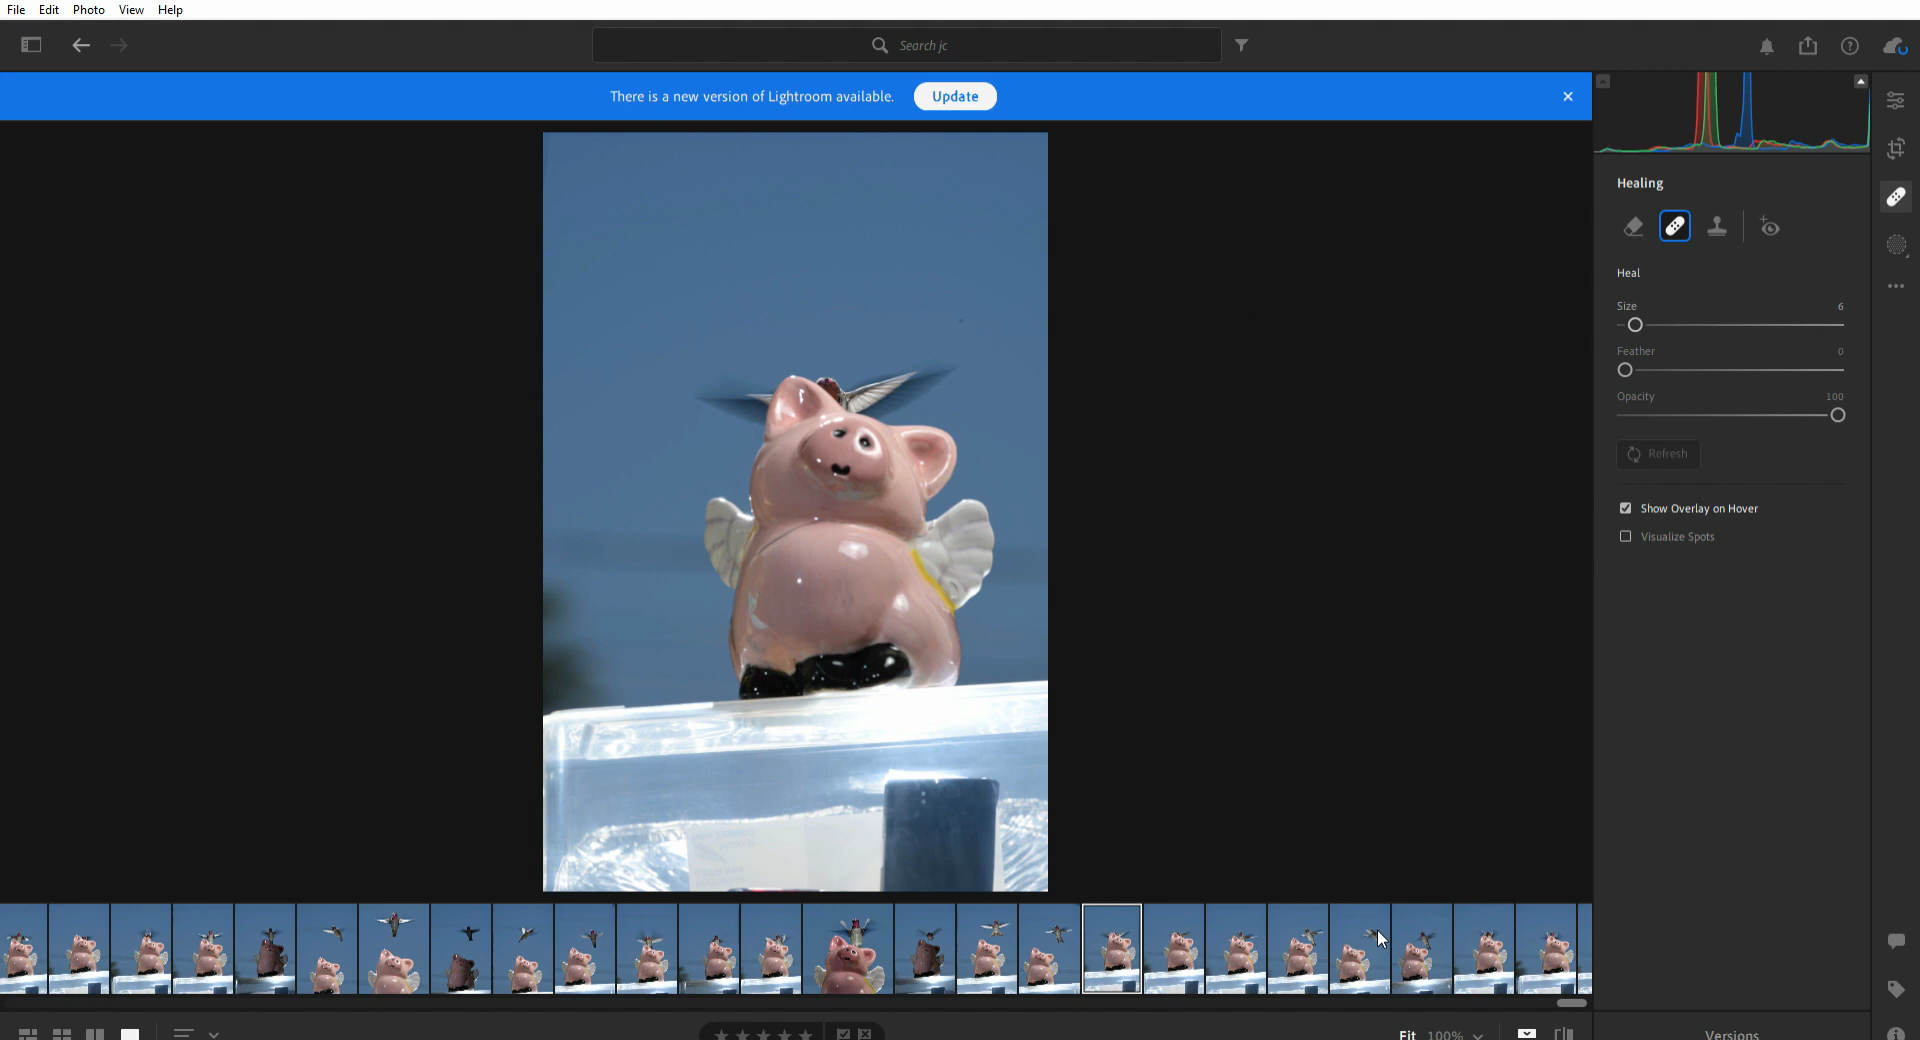 File Edit Photo View Help
Search jc
There is a new version of Lightroom available. Update
Healing
Heal
Size 6
Feather 0
Opacity 100
Refresh
Show Overlay on Hover
Visualize Spots
Fit 100%
Versions